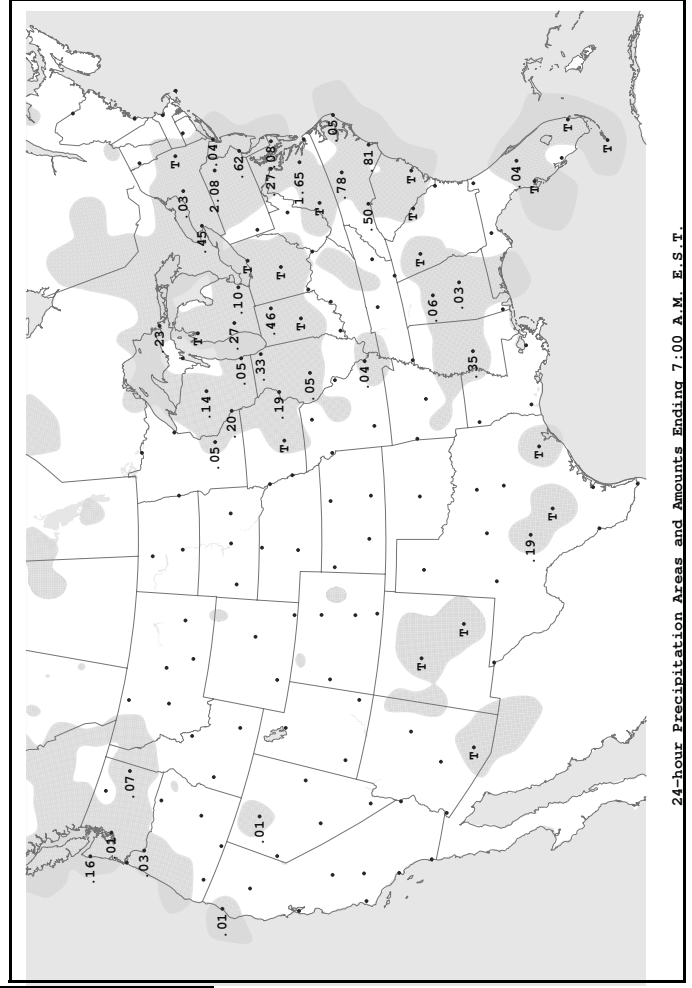 .16
.01
.07
.03
.23
T
.03
T
.45
.14
.04
2.08
.05
.01
.20
.27
.10
.62
.05
T
.01
.33
.46
.27
.08
.19
T
T
1.65
T
.05
T
.05
.78
.04
.50
.81
T
T
T
T
.06
.03
T
.35
T
.04
.19
T
T
T
T
T
24-hour Precipitation Areas and Amounts Ending 7:00 A.M. E.S.T.